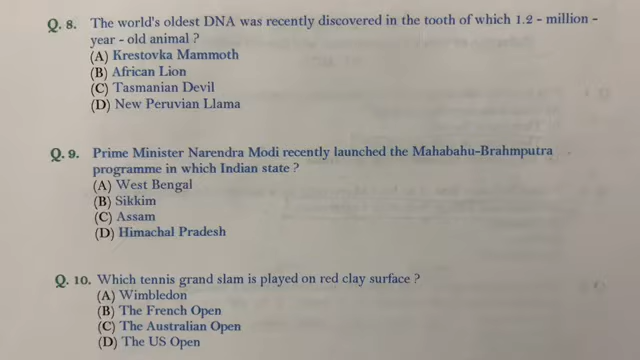 Q. 8. The world's oldest DNA was recently discovered in the tooth of which 1.2 - million -
year - old animal ?
(A) Krestovka Mammoth
(B) African Lion
(C) Tasmanian Devil
(D) New Peruvian Llama
Q. 9. Prime Minister Narendra Modi recently launched the Mahabahu-Brahmputra
programme in which Indian state ?
(A) West Bengal
(B) Sikkim
(C) Assam
(D) Himachal Pradesh
Q. 10. Which tennis grand slam is played on red clay surface ?
(A) Wimbledon
(B) The French Open
(C) The Australian Open
(D) The US Open